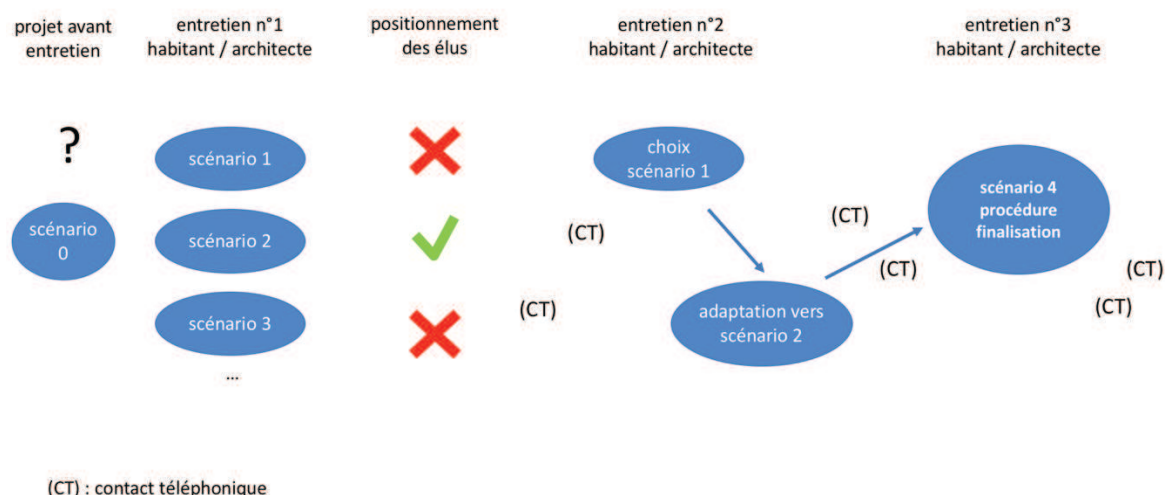 projet avant
entretien
entretien n°1
habitant / architecte
positionnement
des élus
entretien n°2
habitant / architecte
entretien n°3
habitant / architecte
?
scénario
0
scénario 1
scénario 2
scénario 3
...
choix
scénario 1
(CT)
(CT)
adaptation vers
scénario 2
(CT)
(CT)
scénario 4
procédure
finalisation
(CT)
(CT)
(CT) : contact téléphonique